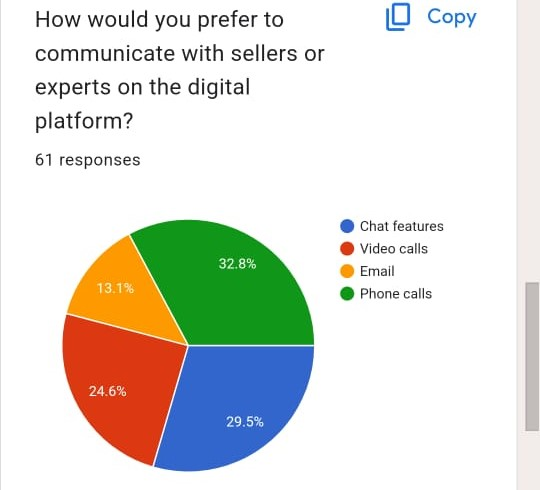 How would you prefer to
Copy
communicate with sellers or
experts on the digital
platform?
61 responses
Chat features
Video calls
Email
Phone calls
32.8%
13.1%
24.6%
29.5%